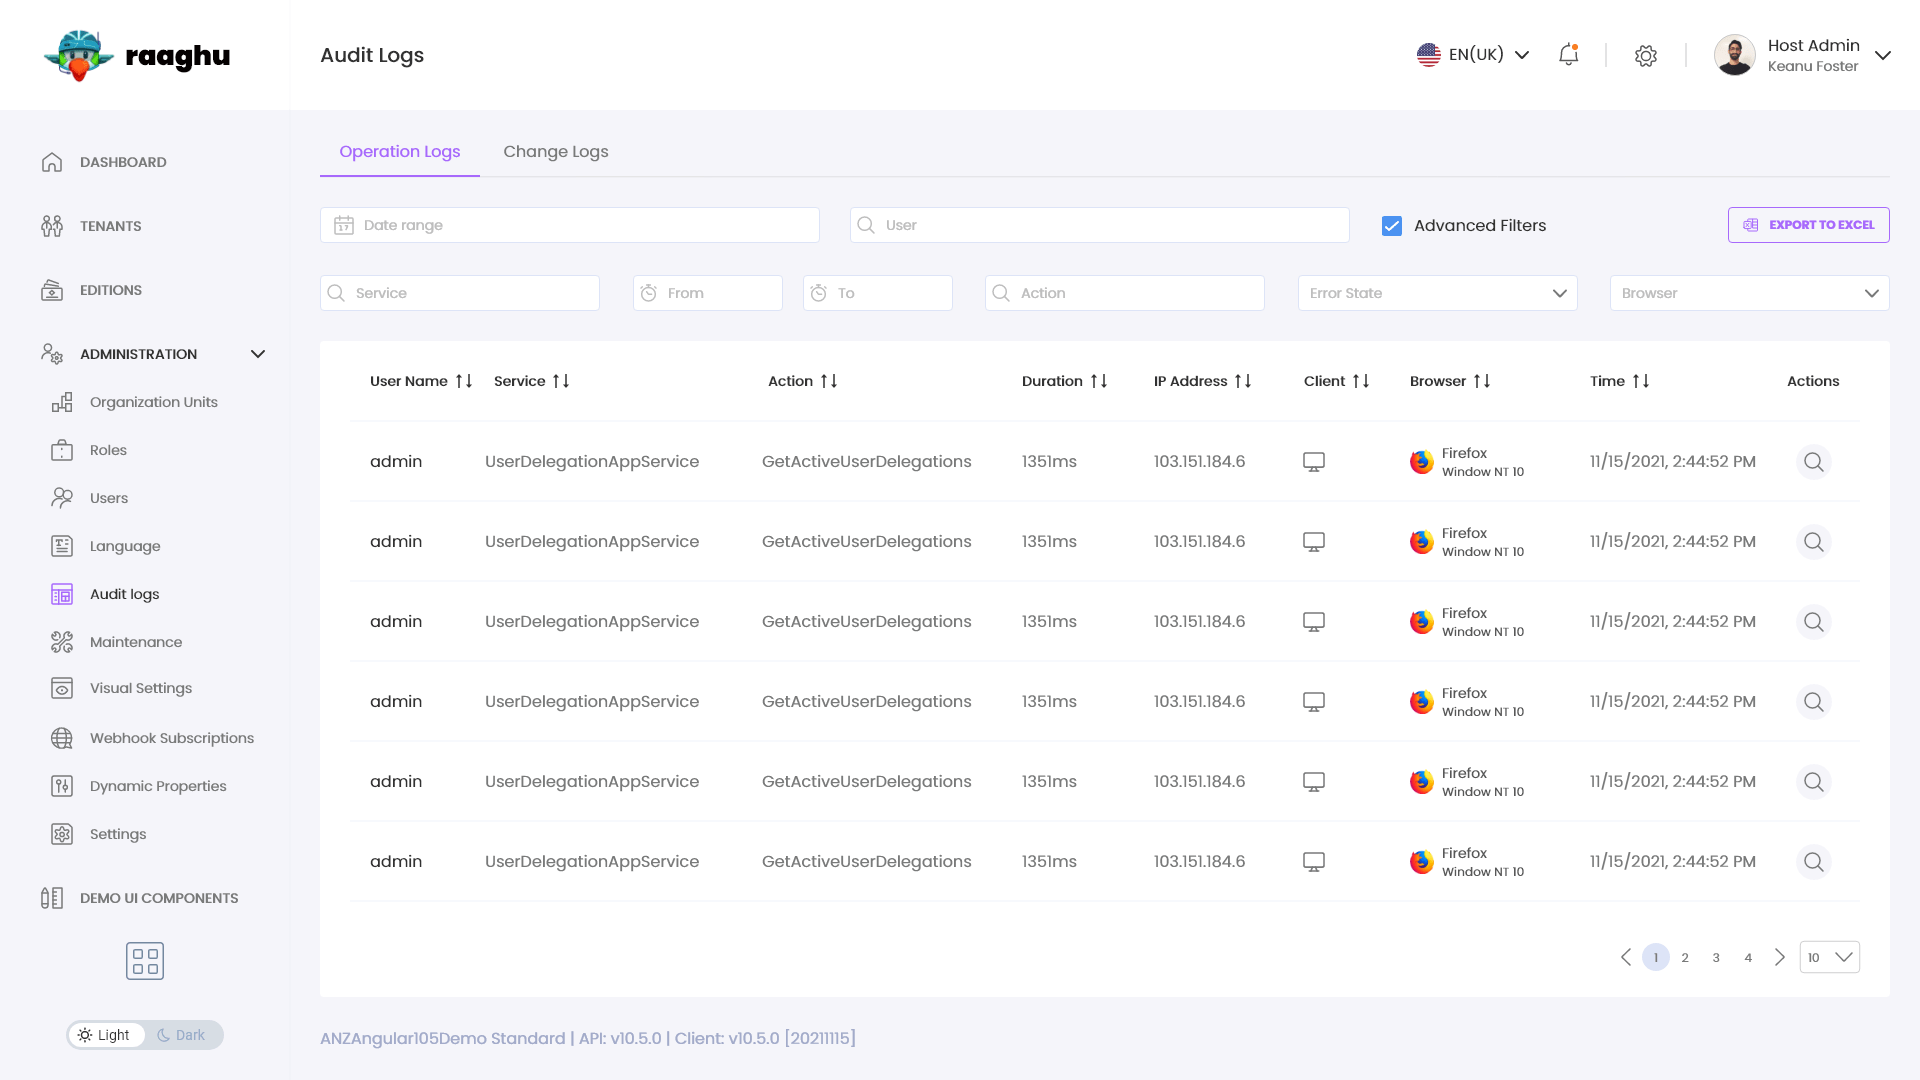 raaghu
Audit Logs
EN(UK)
Host Admin
Keanu Foster
DASHBOARD
TENANTS
EDITIONS
ADMINISTRATION
Organization Units
Roles
Users
Language
Audit logs
Maintenance
Visual Settings
Webhook Subscriptions
Dynamic Properties
Settings
DEMO UI COMPONENTS
Light Dark
Operation Logs Change Logs
17 Date range User Advanced Filters EXPORT TO EXCEL
Service From To Action Error State Browser
User Name Service Action Duration IP Address Client Browser Time Actions
admin UserDelegationAppService GetActiveUserDelegations 1351ms 103.151.184.6 Firefox 11/15/2021, 2:44:52 PM
Window NT 10
admin UserDelegationAppService GetActiveUserDelegations 1351ms 103.151.184.6 Firefox 11/15/2021, 2:44:52 PM
Window NT 10
admin UserDelegationAppService GetActiveUserDelegations 1351ms 103.151.184.6 Firefox 11/15/2021, 2:44:52 PM
Window NT 10
admin UserDelegationAppService GetActiveUserDelegations 1351ms 103.151.184.6 Firefox 11/15/2021, 2:44:52 PM
Window NT 10
admin UserDelegationAppService GetActiveUserDelegations 1351ms 103.151.184.6 Firefox 11/15/2021, 2:44:52 PM
Window NT 10
admin UserDelegationAppService GetActiveUserDelegations 1351ms 103.151.184.6 Firefox 11/15/2021, 2:44:52 PM
Window NT 10
1 2 3 4 10
ANZAngular105Demo Standard | API: v10.5.0 | Client: v10.5.0 [20211115]